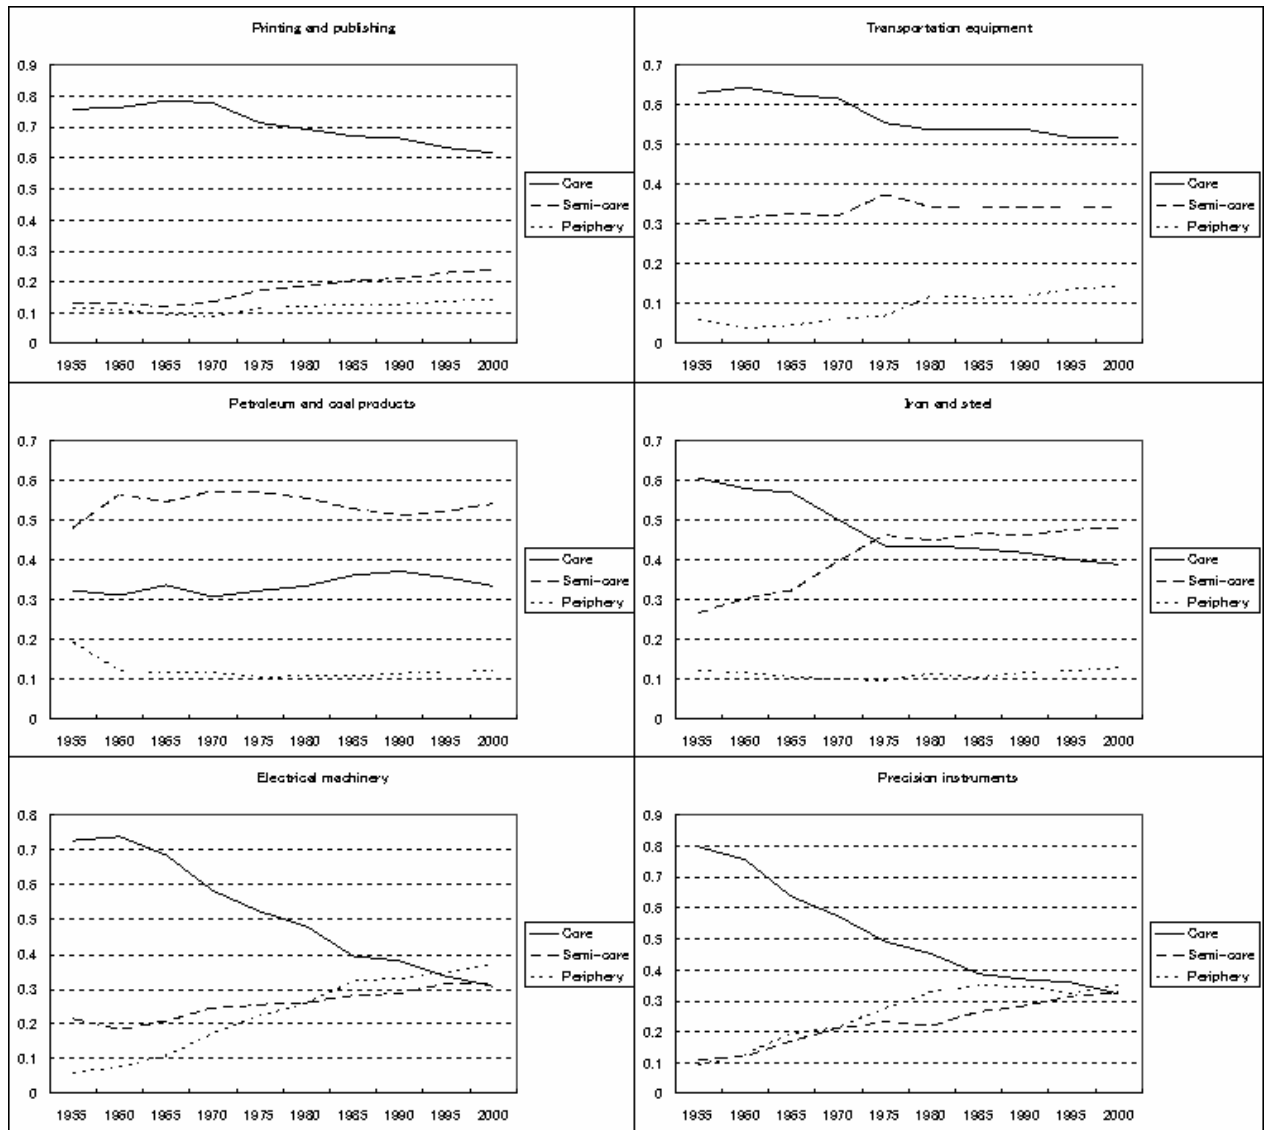 Printing and publishing
0.9
0.8
0.7
0.6
0.5
0.4
0.3
0.2
0.1
0
1955 1960 1965 1970 1975 1980 1985 1990 1995 2000
Core
Semi-core
Periphery
Transportation equipment
0.7
0.6
0.5
0.4
0.3
0.2
0.1
0
1955 1960 1965 1970 1975 1980 1985 1990 1995 2000
Core
Semi-core
Periphery
Petroleum and coal products
0.7
0.6
0.5
0.4
0.3
0.2
0.1
0
1955 1960 1965 1970 1975 1980 1985 1990 1995 2000
Core
Semi-core
Periphery
Iron and steel
0.7
0.6
0.5
0.4
0.3
0.2
0.1
0
1955 1960 1965 1970 1975 1980 1985 1990 1995 2000
Core
Semi-core
Periphery
Electrical machinery
0.8
0.7
0.6
0.5
0.4
0.3
0.2
0.1
0
1955 1960 1965 1970 1975 1980 1985 1990 1995 2000
Core
Semi-core
Periphery
Precision instruments
0.9
0.8
0.7
0.6
0.5
0.4
0.3
0.2
0.1
0
1955 1960 1965 1970 1975 1980 1985 1990 1995 2000
Core
Semi-core
Periphery